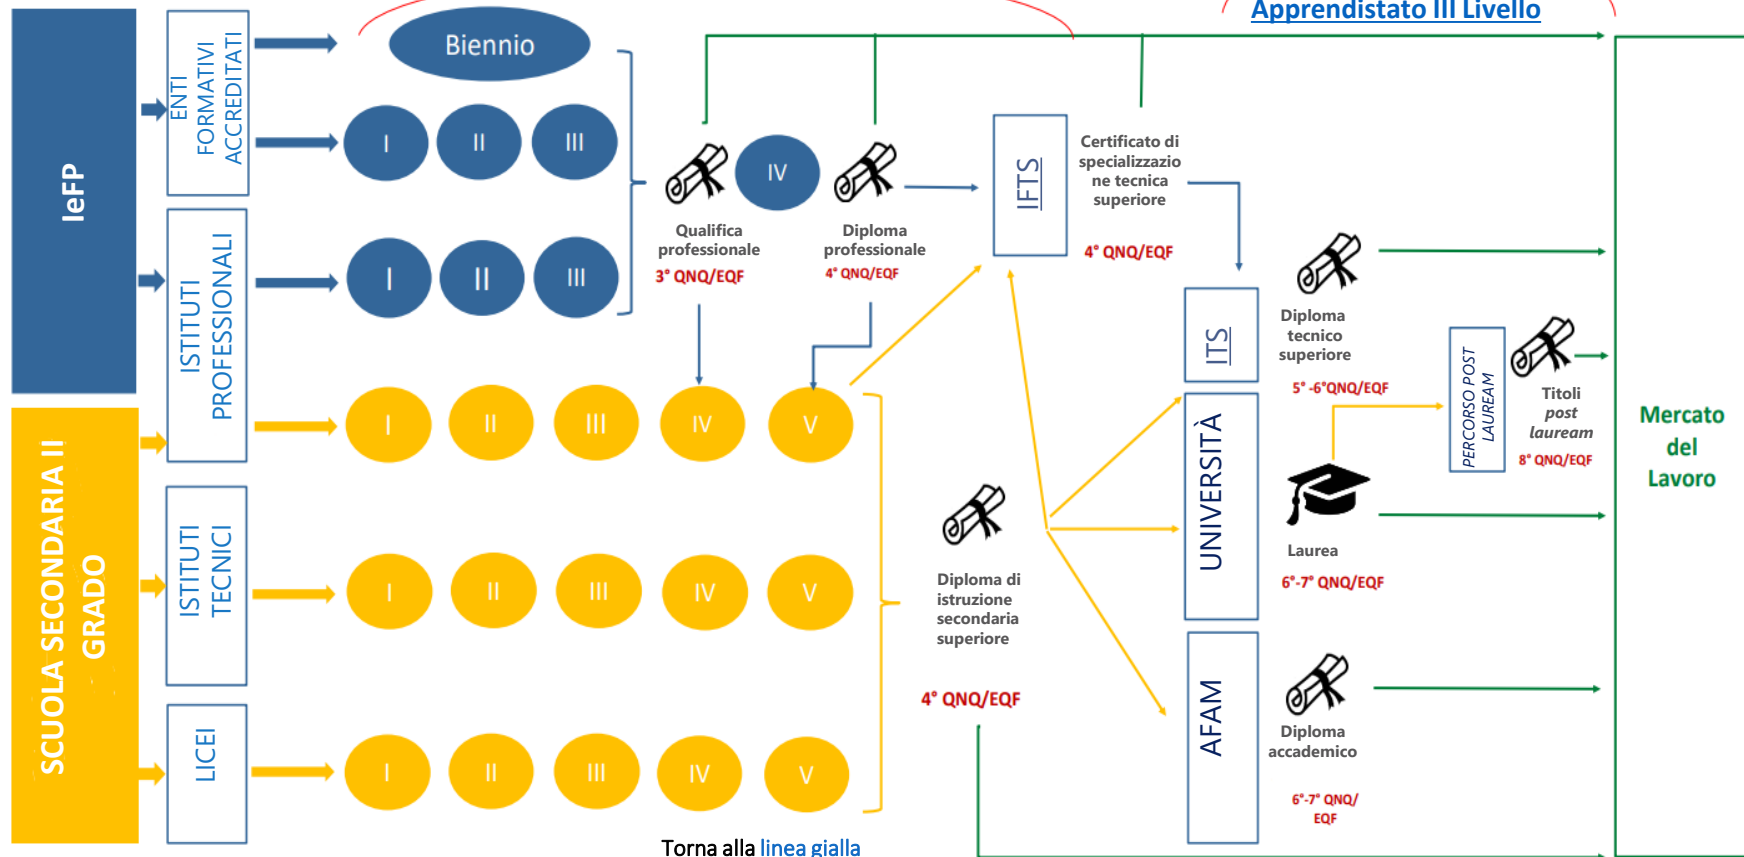 Apprendistato III Livello
IeFP
ENTI
FORMATIVI
ACCREDITATI
Biennio
I
II
III
ISTITUTI
PROFESSIONALI
I
II
III
Qualifica
professionale
3° QNQ/EQF
IV
Diploma
professionale
4° QNQ/EQF
IFTS
Certificato di
specializzazio
ne tecnica
superiore
4° QNQ/EQF
ITS
Diploma
tecnico
superiore
5° -6°QNQ/EQF
PERCORSO POST
LAUREAM
Titoli
post
lauream
8° QNQ/EQF
Mercato
del
Lavoro
SCUOLA SECONDARIA II
GRADO
I
II
III
IV
V
ISTITUTI
TECNICI
I
II
III
IV
V
LICEI
I
II
III
IV
V
Diploma di
istruzione
secondaria
superiore
4° QNQ/EQF
UNIVERSITÀ
Laurea
6°-7° QNQ/EQF
AFAM
Diploma
accademico
6°-7° QNQ/
EQF
Torna alla linea gialla